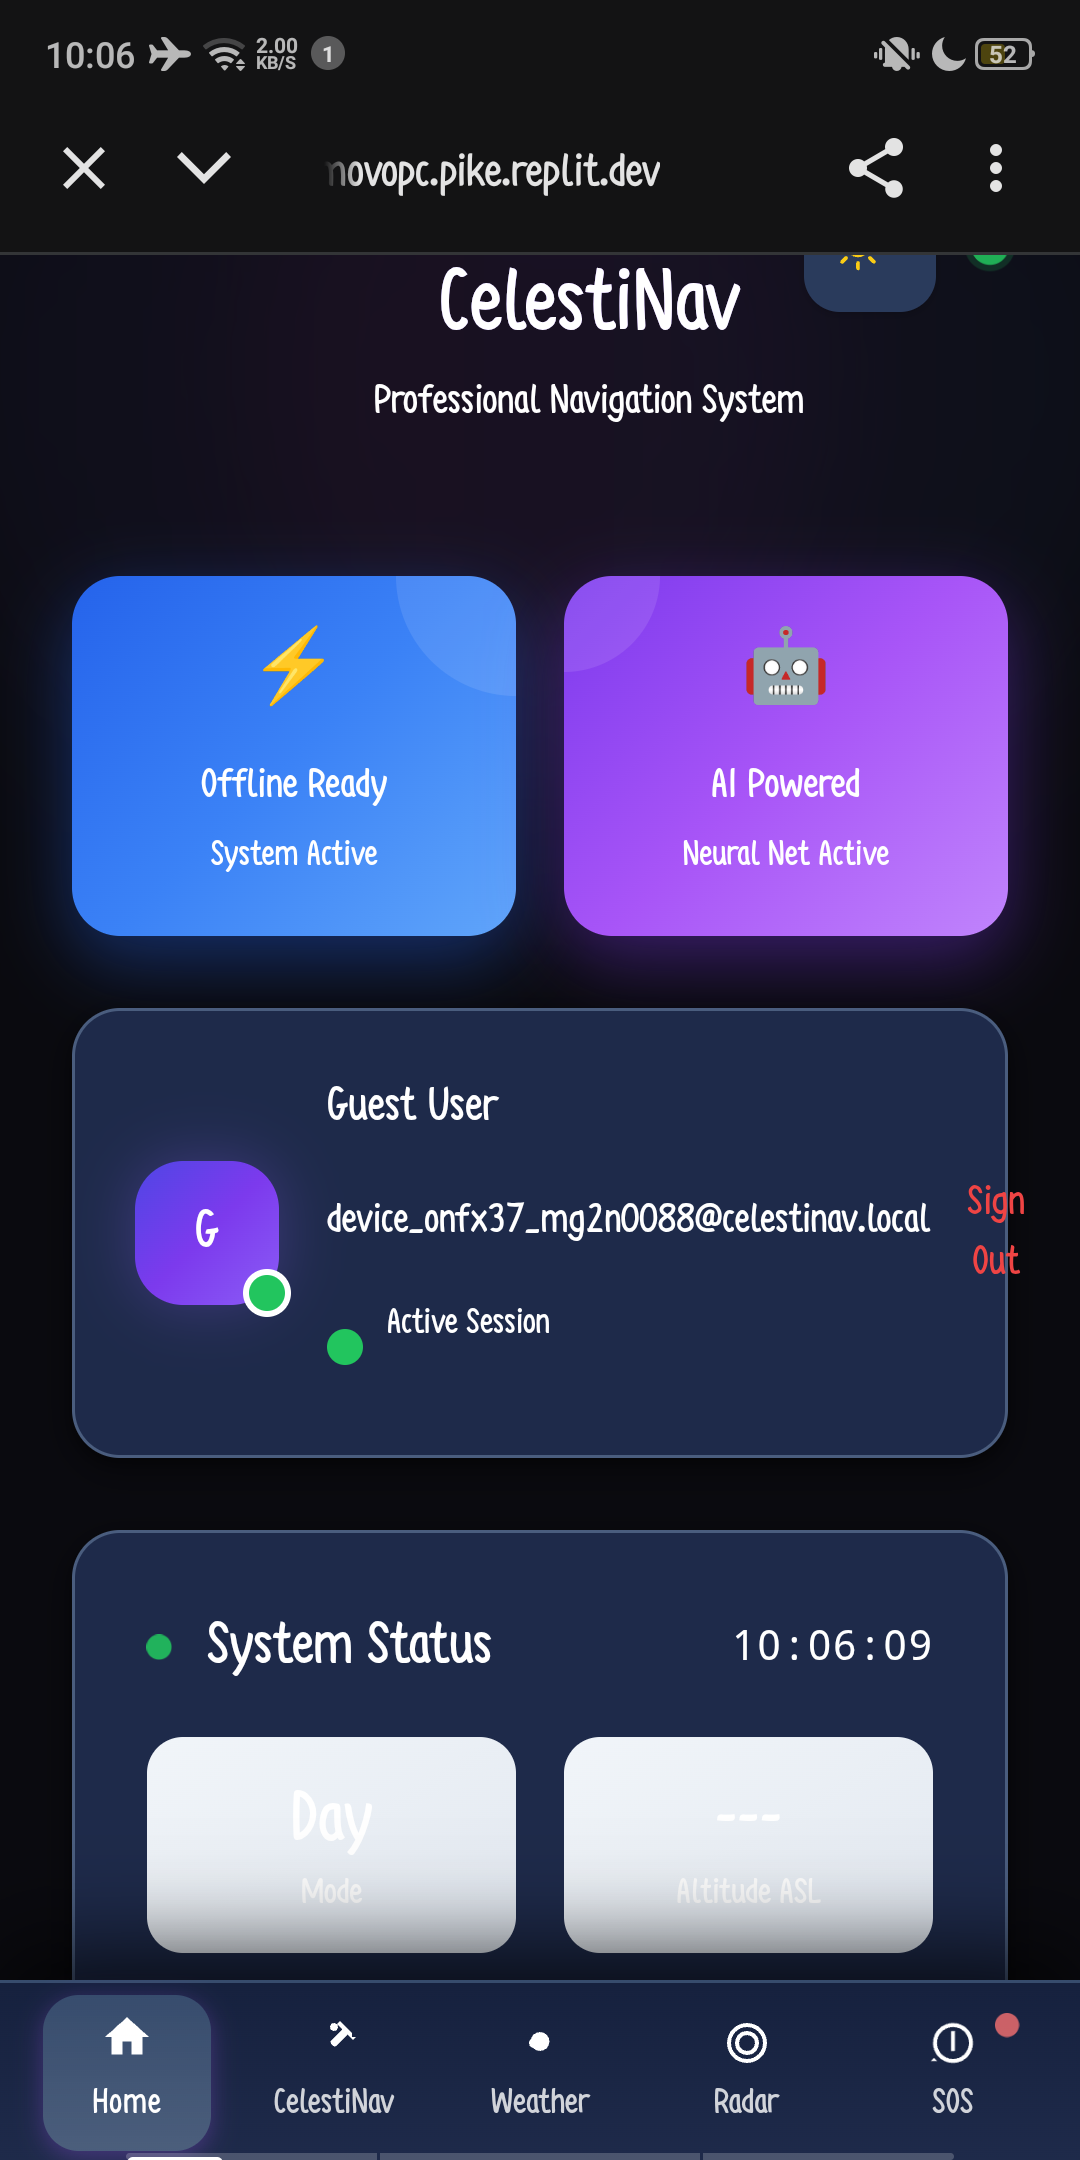 10:06
2.00
KB/S
1
52
novopc.pike.replit.dev
CelestiNav
Professional Navigation System
Offline Ready
System Active
AI Powered
Neural Net Active
Guest User
G
device_onfx37_mg2n0088@celestinav.local
Sign
Out
Active Session
System Status
10:06:09
Day
Mode
---
Altitude ASL
Home
CelestiNav
Weather
Radar
SOS